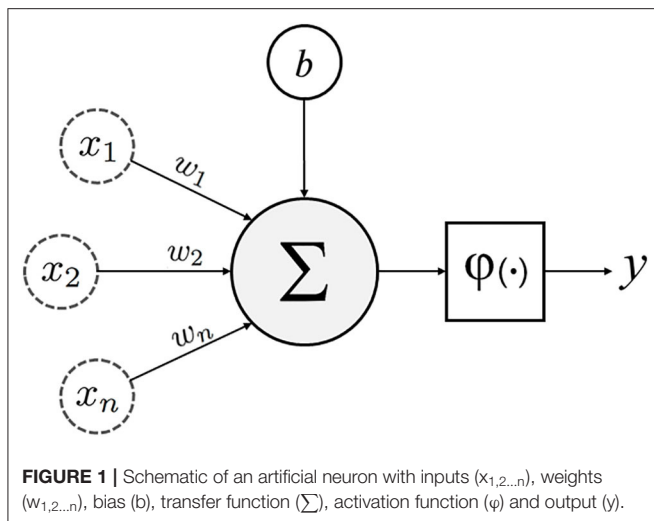 b
x₁
w₁
x₂
w₂
Σ
φ(·)
y
xₙ
wₙ
FIGURE 1 | Schematic of an artificial neuron with inputs (x₁,₂...ₙ), weights
(w₁,₂...ₙ), bias (b), transfer function (∑), activation function (φ) and output (y).